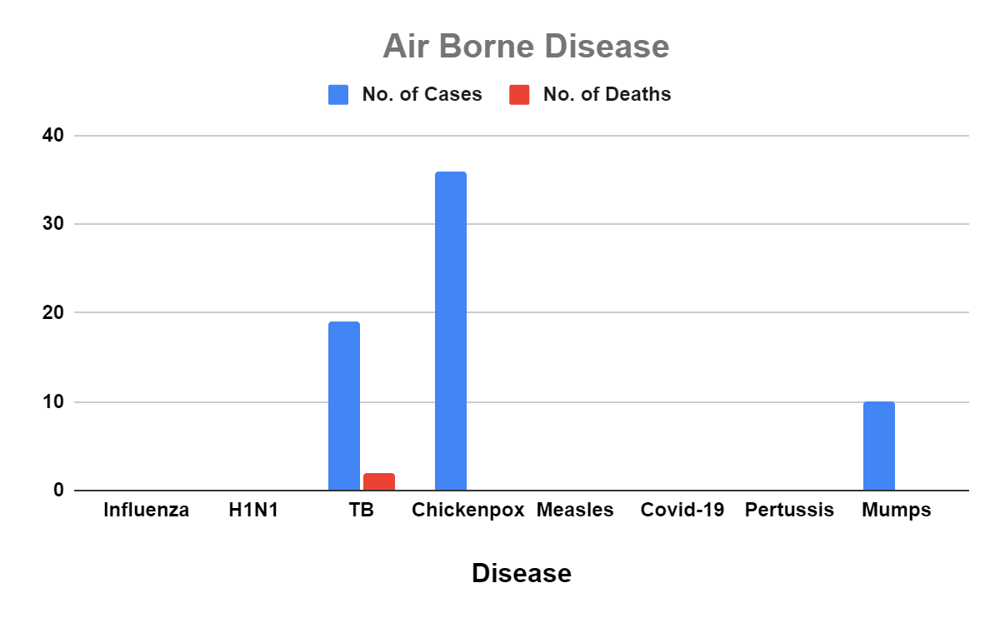 Air Borne Disease
No. of Cases No. of Deaths
40
30
20
10
0
Influenza H1N1 TB Chickenpox Measles Covid-19 Pertussis Mumps
Disease